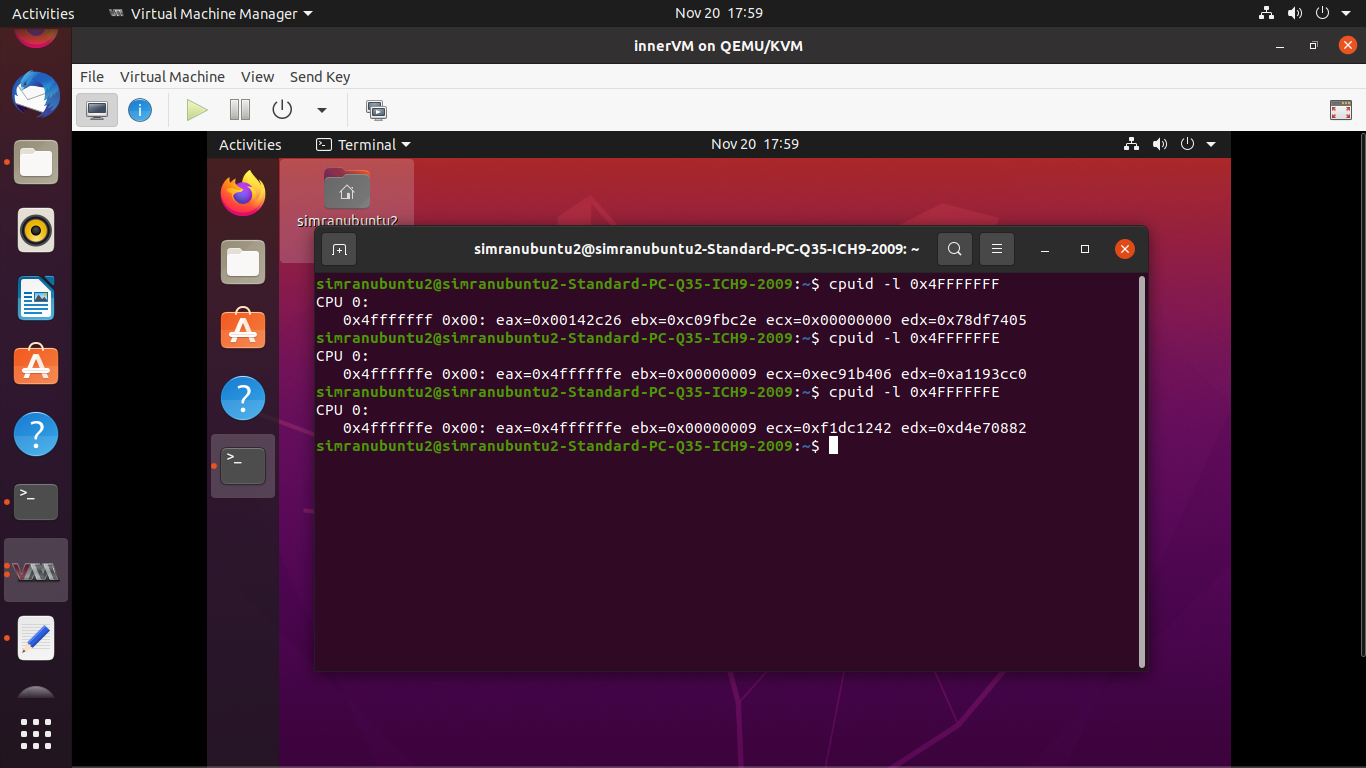 Activities Virtual Machine Manager Nov 20 17:59
innerVM on QEMU/KVM
File Virtual Machine View Send Key
Activities Terminal Nov 20 17:59
simranubuntu2
simranubuntu2@simranubuntu2-Standard-PC-Q35-ICH9-2009: ~
simranubuntu2@simranubuntu2-Standard-PC-Q35-ICH9-2009:~$ cpuid -l 0x4FFFFFFF
CPU 0:
   0x4fffffff 0x00: eax=0x00142c26 ebx=0xc09fbc2e ecx=0x00000000 edx=0x78df7405
simranubuntu2@simranubuntu2-Standard-PC-Q35-ICH9-2009:~$ cpuid -l 0x4FFFFFFE
CPU 0:
   0x4ffffffe 0x00: eax=0x4ffffffe ebx=0x00000009 ecx=0xec91b406 edx=0xa1193cc0
simranubuntu2@simranubuntu2-Standard-PC-Q35-ICH9-2009:~$ cpuid -l 0x4FFFFFFE
CPU 0:
   0x4ffffffe 0x00: eax=0x4ffffffe ebx=0x00000009 ecx=0xf1dc1242 edx=0xd4e70882
simranubuntu2@simranubuntu2-Standard-PC-Q35-ICH9-2009:~$